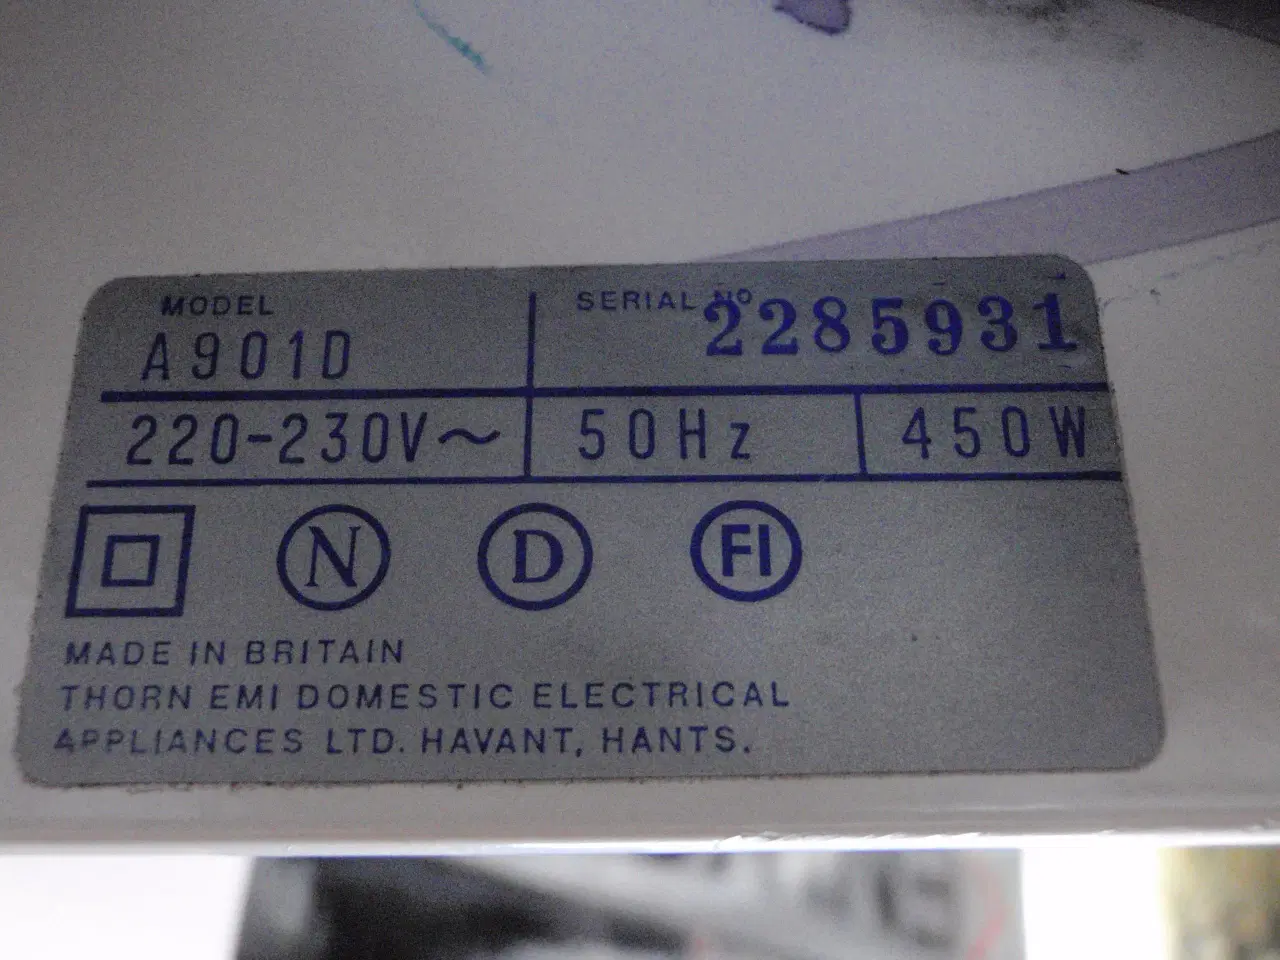 MODEL
A901D
SERIAL Nº 2285931
220-230V~ 50Hz 450W
N D FI
MADE IN BRITAIN
THORN EMI DOMESTIC ELECTRICAL
APPLIANCES LTD. HAVANT, HANTS.